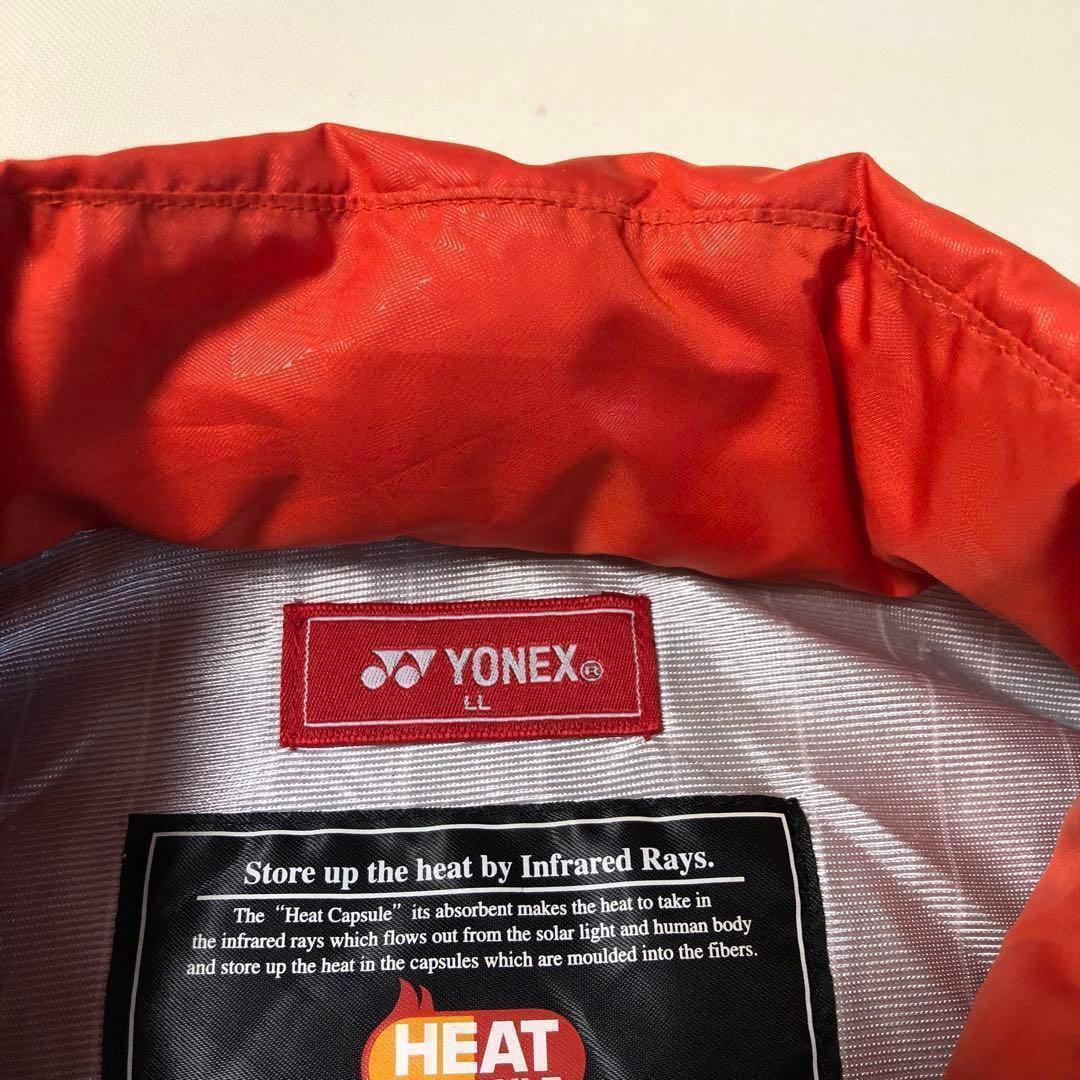 YONEX®
LL
Store up the heat by Infrared Rays.
The “Heat Capsule” its absorbent makes the heat to take in
the infrared rays which flows out from the solar light and human body
and store up the heat in the capsules which are moulded into the fibers.
HEAT